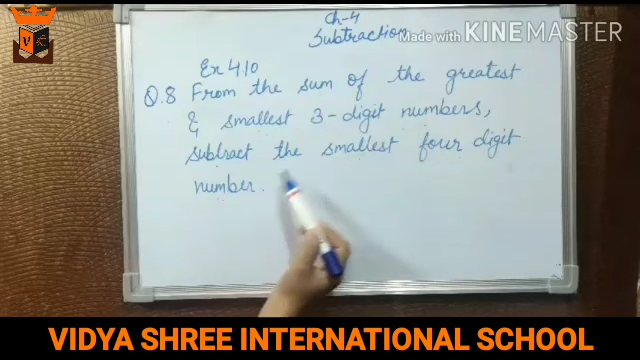 Ch-4
Subtraction
Made with KINEMASTER
Ex 4.10
Q.8 From the sum of the greatest
& smallest 3-digit numbers,
subtract the smallest four digit
number.
VIDYA SHREE INTERNATIONAL SCHOOL